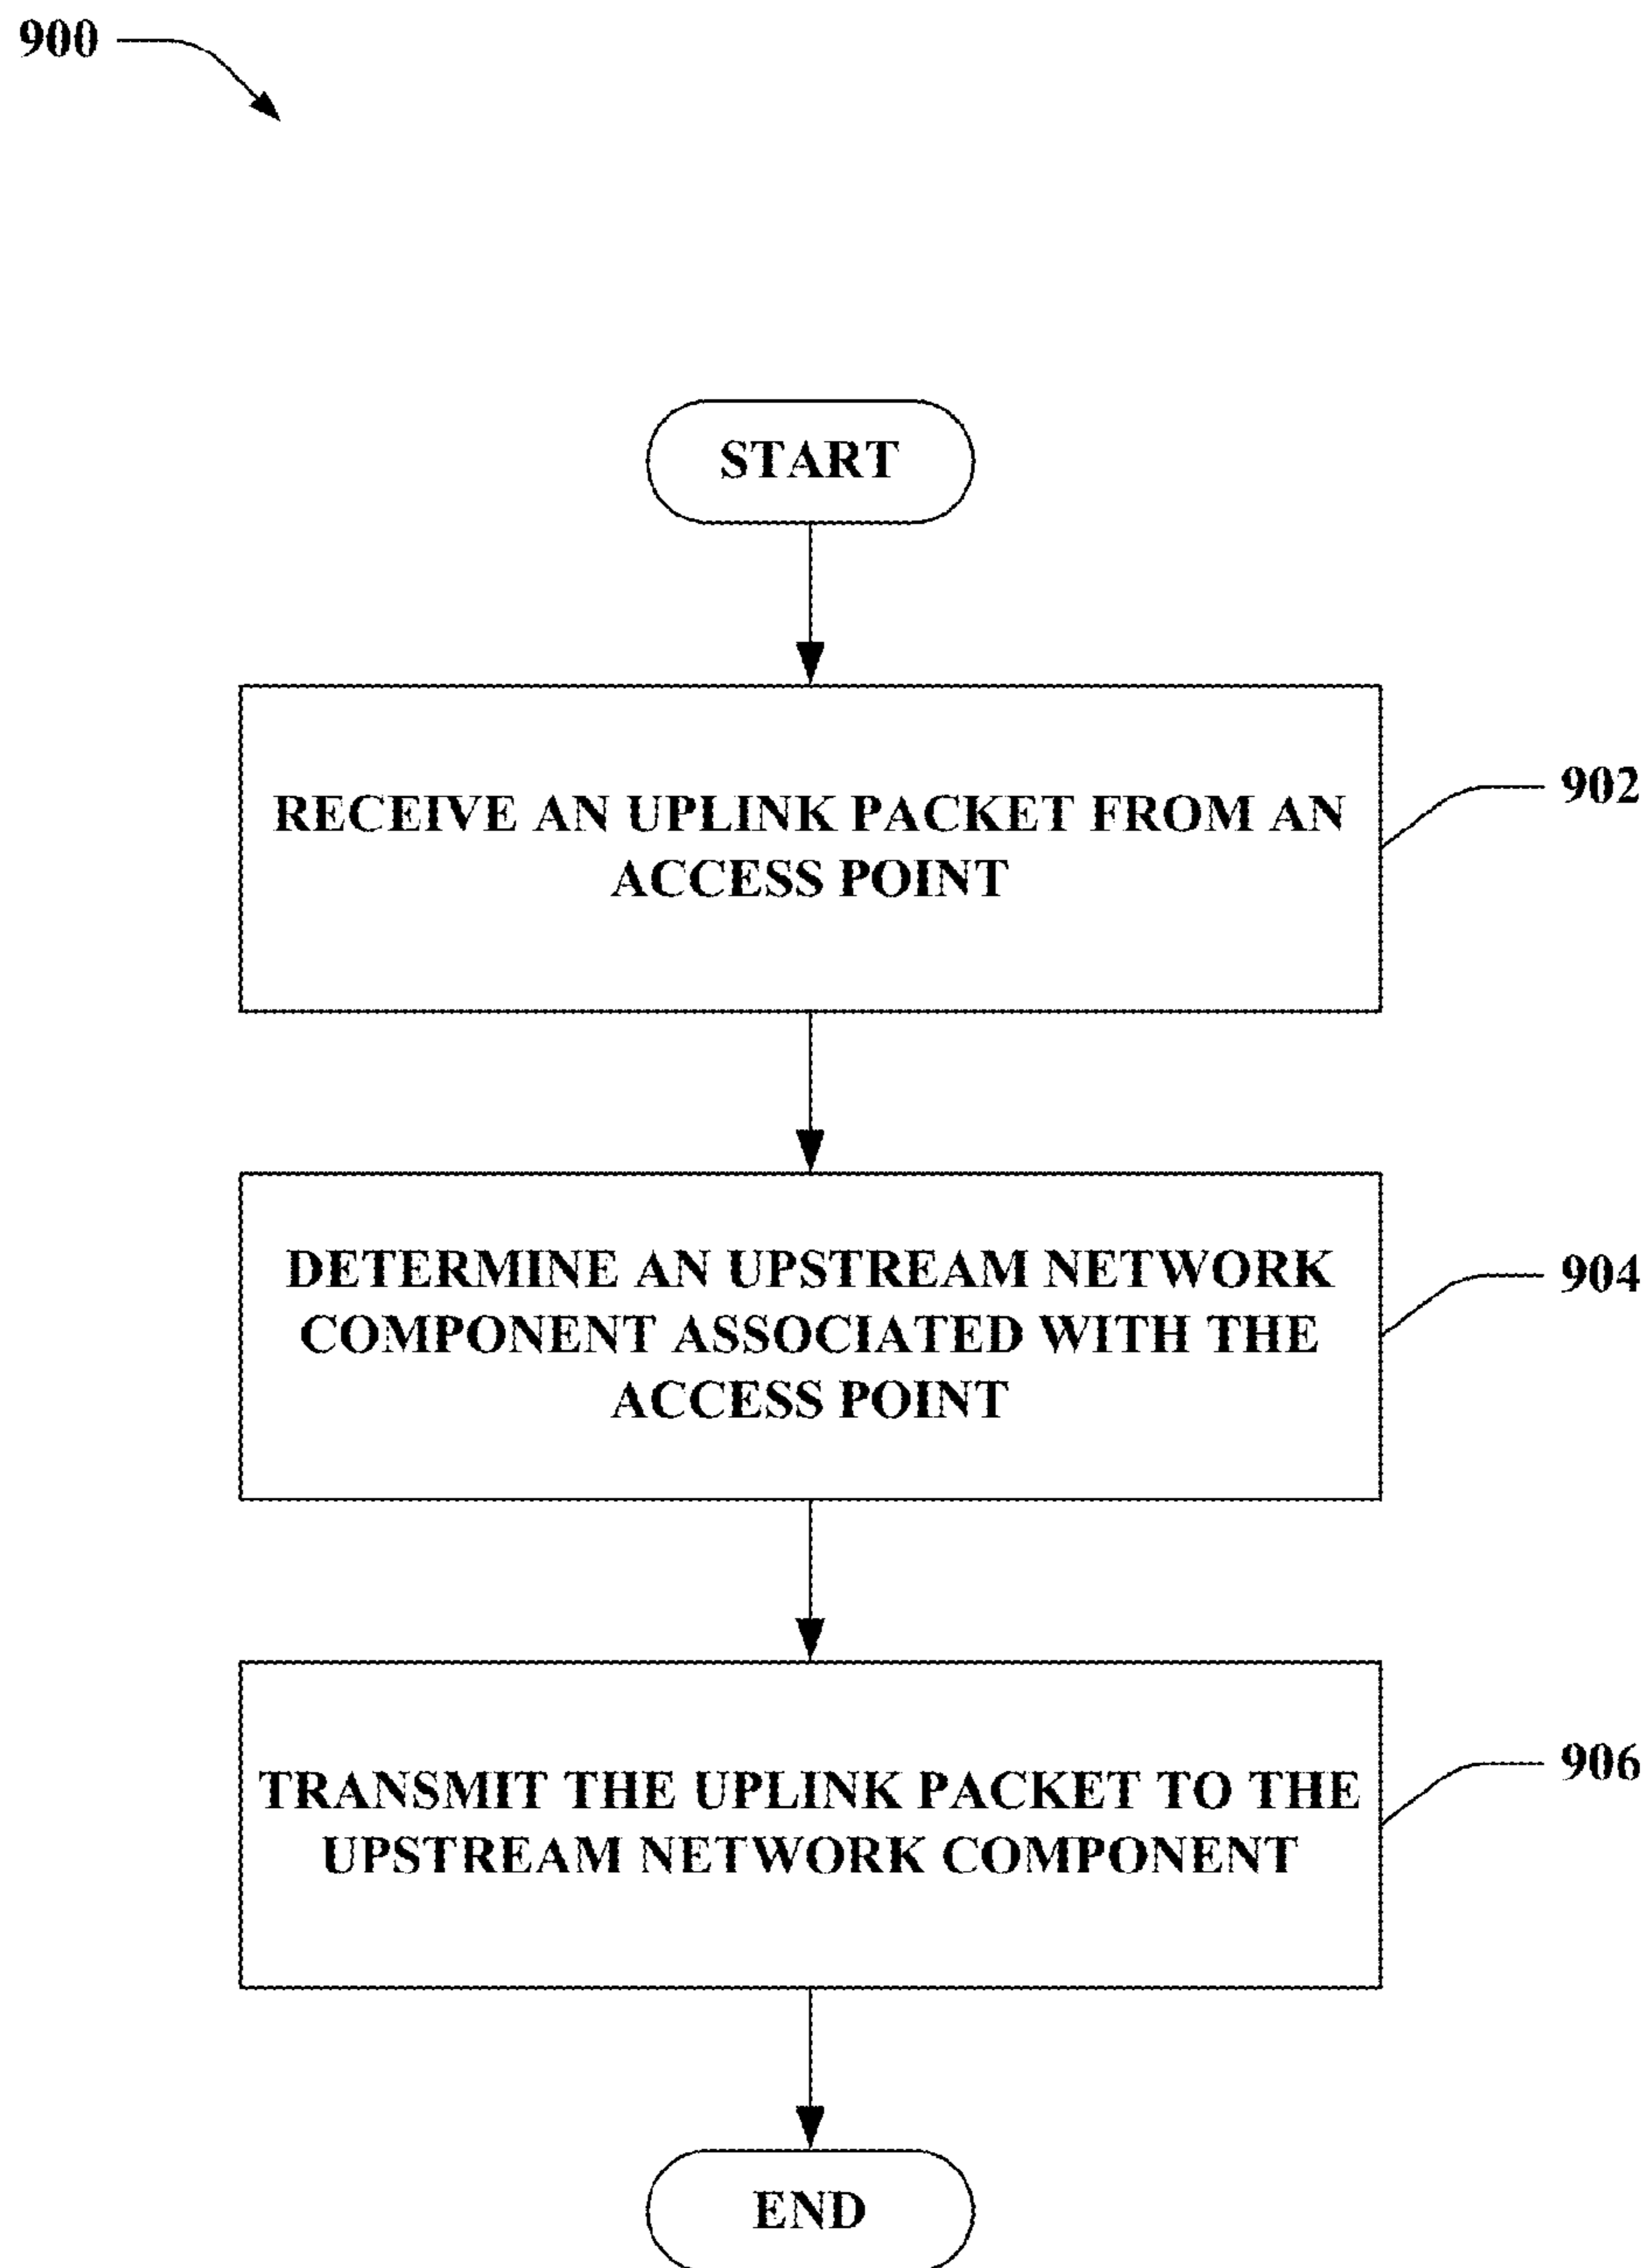 900
START
RECEIVE AN UPLINK PACKET FROM AN
ACCESS POINT
902
DETERMINE AN UPSTREAM NETWORK
COMPONENT ASSOCIATED WITH THE
ACCESS POINT
904
TRANSMIT THE UPLINK PACKET TO THE
UPSTREAM NETWORK COMPONENT
906
END